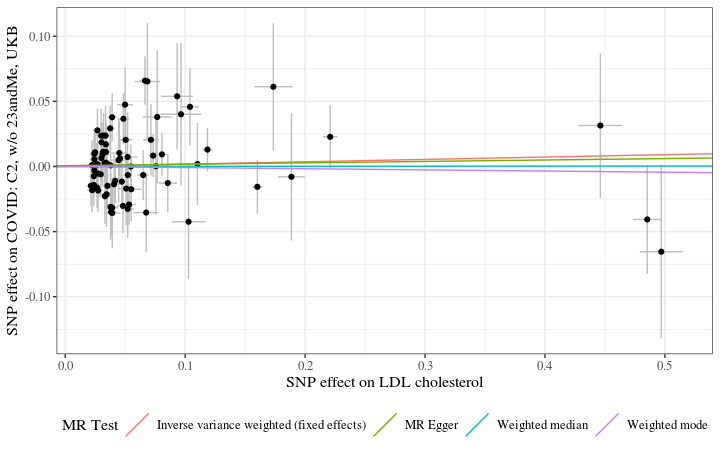 0.10
0.05
0.00
-0.05
-0.10
SNP effect on COVID: C2, w/o 23andMe, UKB
0.0 0.1 0.2 0.3 0.4 0.5
SNP effect on LDL cholesterol
MR Test Inverse variance weighted (fixed effects) MR Egger Weighted median Weighted mode